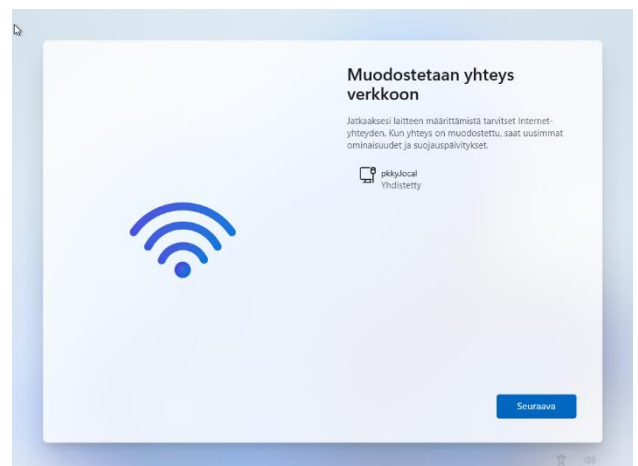 Muodostetaan yhteys
verkkoon
Jatkaaksesi laitteen määrittämistä tarvitset Internet-
yhteyden. Kun yhteys on muodostettu, saat uusimmat
ominaisuudet ja suojauspäivitykset.
pkky.local
Yhdistetty
Seuraava